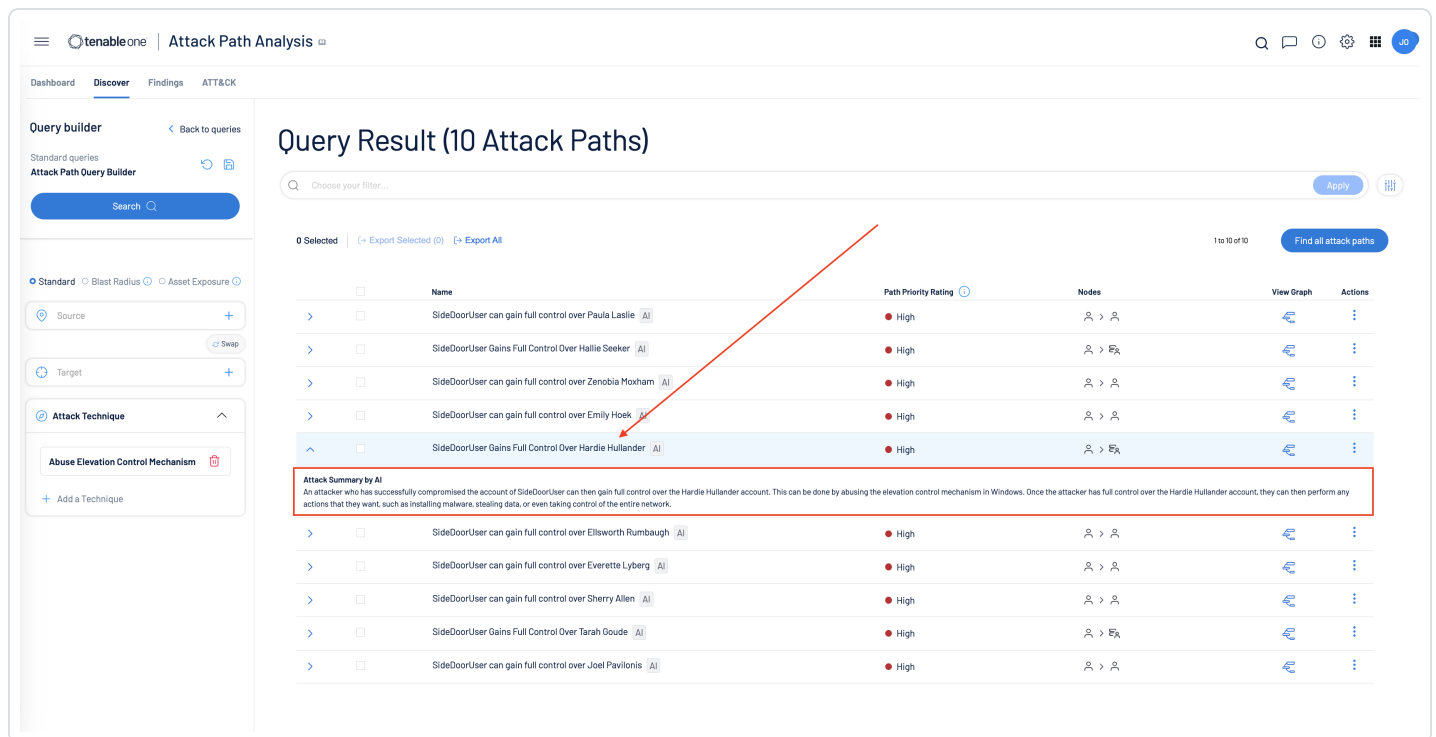 tenable one | Attack Path Analysis
JO
Dashboard Discover Findings ATT&CK
Query builder
Back to queries
Standard queries
Attack Path Query Builder
Search
Standard Blast Radius Asset Exposure
Source
Swap
Target
Attack Technique
Abuse Elevation Control Mechanism
+ Add a Technique
Query Result (10 Attack Paths)
Choose your filter...
Apply
0 Selected Export Selected (0) Export All
1 to 10 of 10
Find all attack paths
Name Path Priority Rating Nodes View Graph Actions
SideDoorUser can gain full control over Paula Laslie AI High
SideDoorUser Gains Full Control Over Hallie Seeker AI High
SideDoorUser can gain full control over Zenobia Moxham AI High
SideDoorUser can gain full control over Emily Hoek AI High
SideDoorUser Gains Full Control Over Hardie Hullander AI High
Attack Summary by AI
An attacker who has successfully compromised the account of SideDoorUser can then gain full control over the Hardie Hullander account. This can be done by abusing the elevation control mechanism in Windows. Once the attacker has full control over the Hardie Hullander account, they can then perform any
actions that they want, such as installing malware, stealing data, or even taking control of the entire network.
SideDoorUser can gain full control over Ellsworth Rumbaugh AI High
SideDoorUser can gain full control over Everette Lyberg AI High
SideDoorUser can gain full control over Sherry Allen AI High
SideDoorUser Gains Full Control Over Tarah Goude AI High
SideDoorUser can gain full control over Joel Pavilonis AI High